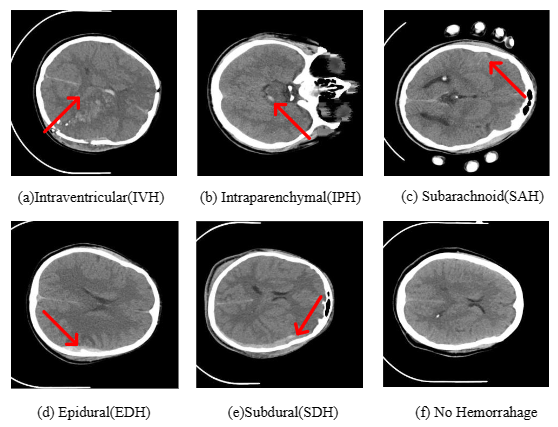 (a)Intraventricular(IVH)
(b) Intraparenchymal(IPH)
(c) Subarachnoid(SAH)
(d) Epidural(EDH)
(e)Subdural(SDH)
(f) No Hemorrahage